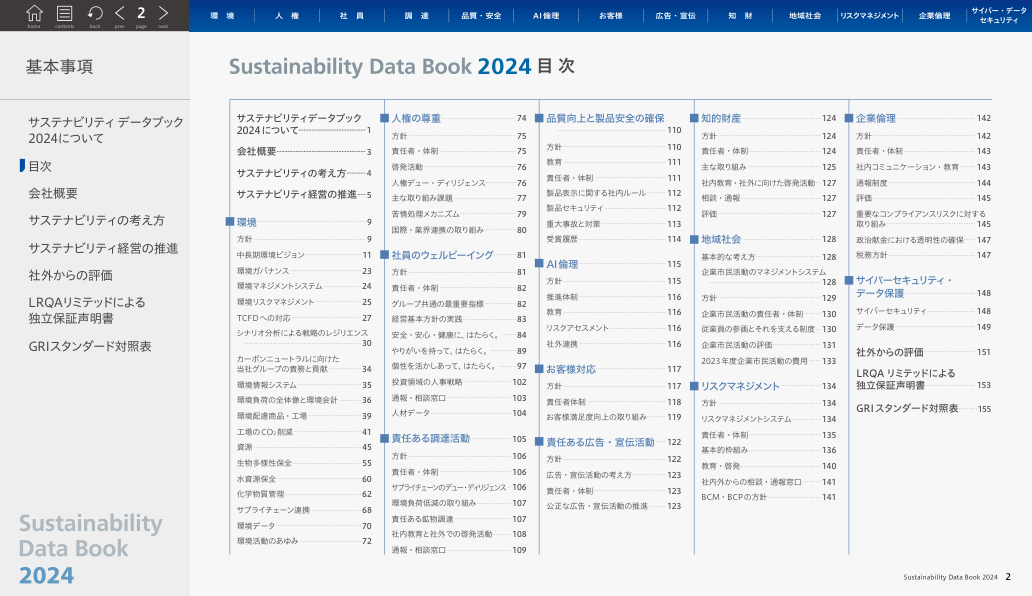 home
contents
back
prev
2
page
next
環　境
人　権
社　員
調　達
品質・安全
AI倫理
お客様
広告・宣伝
知　財
地域社会
リスクマネジメント
企業倫理
サイバー・データ
セキュリティ
基本事項
サステナビリティ データブック
2024について
目次
会社概要
サステナビリティの考え方
サステナビリティ経営の推進
社外からの評価
LRQAリミテッドによる
独立保証声明書
GRIスタンダード対照表
Sustainability
Data Book
2024
Sustainability Data Book 2024 目 次
サステナビリティデータブック
2024 について 1
会社概要 3
サステナビリティの考え方 4
サステナビリティ経営の推進 5
環境 9
方針 9
中長期環境ビジョン 11
環境ガバナンス 23
環境マネジメントシステム 24
環境リスクマネジメント 25
TCFDへの対応 27
シナリオ分析による戦略のレジリエンス
30
カーボンニュートラルに向けた
当社グループの責務と貢献 34
環境情報システム 35
環境負荷の全体像と環境会計 36
環境配慮商品・工場 39
工場のCO₂削減 41
資源 45
生物多様性保全 55
水資源保全 60
化学物質管理 62
サプライチェーン連携 68
環境データ 70
環境活動のあゆみ 72
人権の尊重 74
方針 75
責任者・体制 75
啓発活動 76
人権デュー・ディリジェンス 76
主な取り組み課題 77
苦情処理メカニズム 79
国際・業界連携の取り組み 80
社員のウェルビーイング 81
方針 81
責任者・体制 82
グループ共通の最重要指標 82
経営基本方針の実践 83
安全・安心・健康に、はたらく。 84
やりがいを持って、はたらく。 89
個性を活かしあって、はたらく。 97
投資領域の人事戦略 102
通報・相談窓口 103
人材データ 104
責任ある調達活動 105
方針 106
責任者・体制 106
サプライチェーンのデュー・ディリジェンス 106
環境負荷低減の取り組み 107
責任ある鉱物調達 107
社内教育と社外での啓発活動 108
通報・相談窓口 109
品質向上と製品安全の確保
110
方針 110
教育 111
責任者・体制 111
製品表示に関する社内ルール 112
製品セキュリティ 112
重大事故と対策 113
受賞履歴 114
AI倫理 115
方針 115
推進体制 116
教育 116
リスクアセスメント 116
社外連携 116
お客様対応 117
方針 117
責任者体制 118
お客様満足度向上の取り組み 119
責任ある広告・宣伝活動 122
方針 122
広告・宣伝活動の考え方 123
責任者・体制 123
公正な広告・宣伝活動の推進 123
知的財産 124
方針 124
責任者・体制 124
主な取り組み 125
社内教育・社外に向けた啓発活動 127
相談・通報 127
評価 127
地域社会 128
基本的な考え方 128
企業市民活動のマネジメントシステム
128
方針 129
企業市民活動の責任者・体制 130
従業員の参画とそれを支える制度 130
企業市民活動の評価 131
2023年度企業市民活動の費用 133
リスクマネジメント 134
方針 134
リスクマネジメントシステム 134
責任者・体制 135
基本的枠組み 136
教育・啓発 140
社内外からの相談・通報窓口 141
BCM・BCPの方針 141
企業倫理 142
方針 142
責任者・体制 143
社内コミュニケーション・教育 143
通報制度 144
評価 145
重要なコンプライアンスリスクに対する
取り組み 145
政治献金における透明性の確保 147
税務方針 147
サイバーセキュリティ・
データ保護 148
サイバーセキュリティ 148
データ保護 149
社外からの評価 151
LRQA リミテッドによる
独立保証声明書 153
GRIスタンダード対照表 155
Sustainability Data Book 2024 2